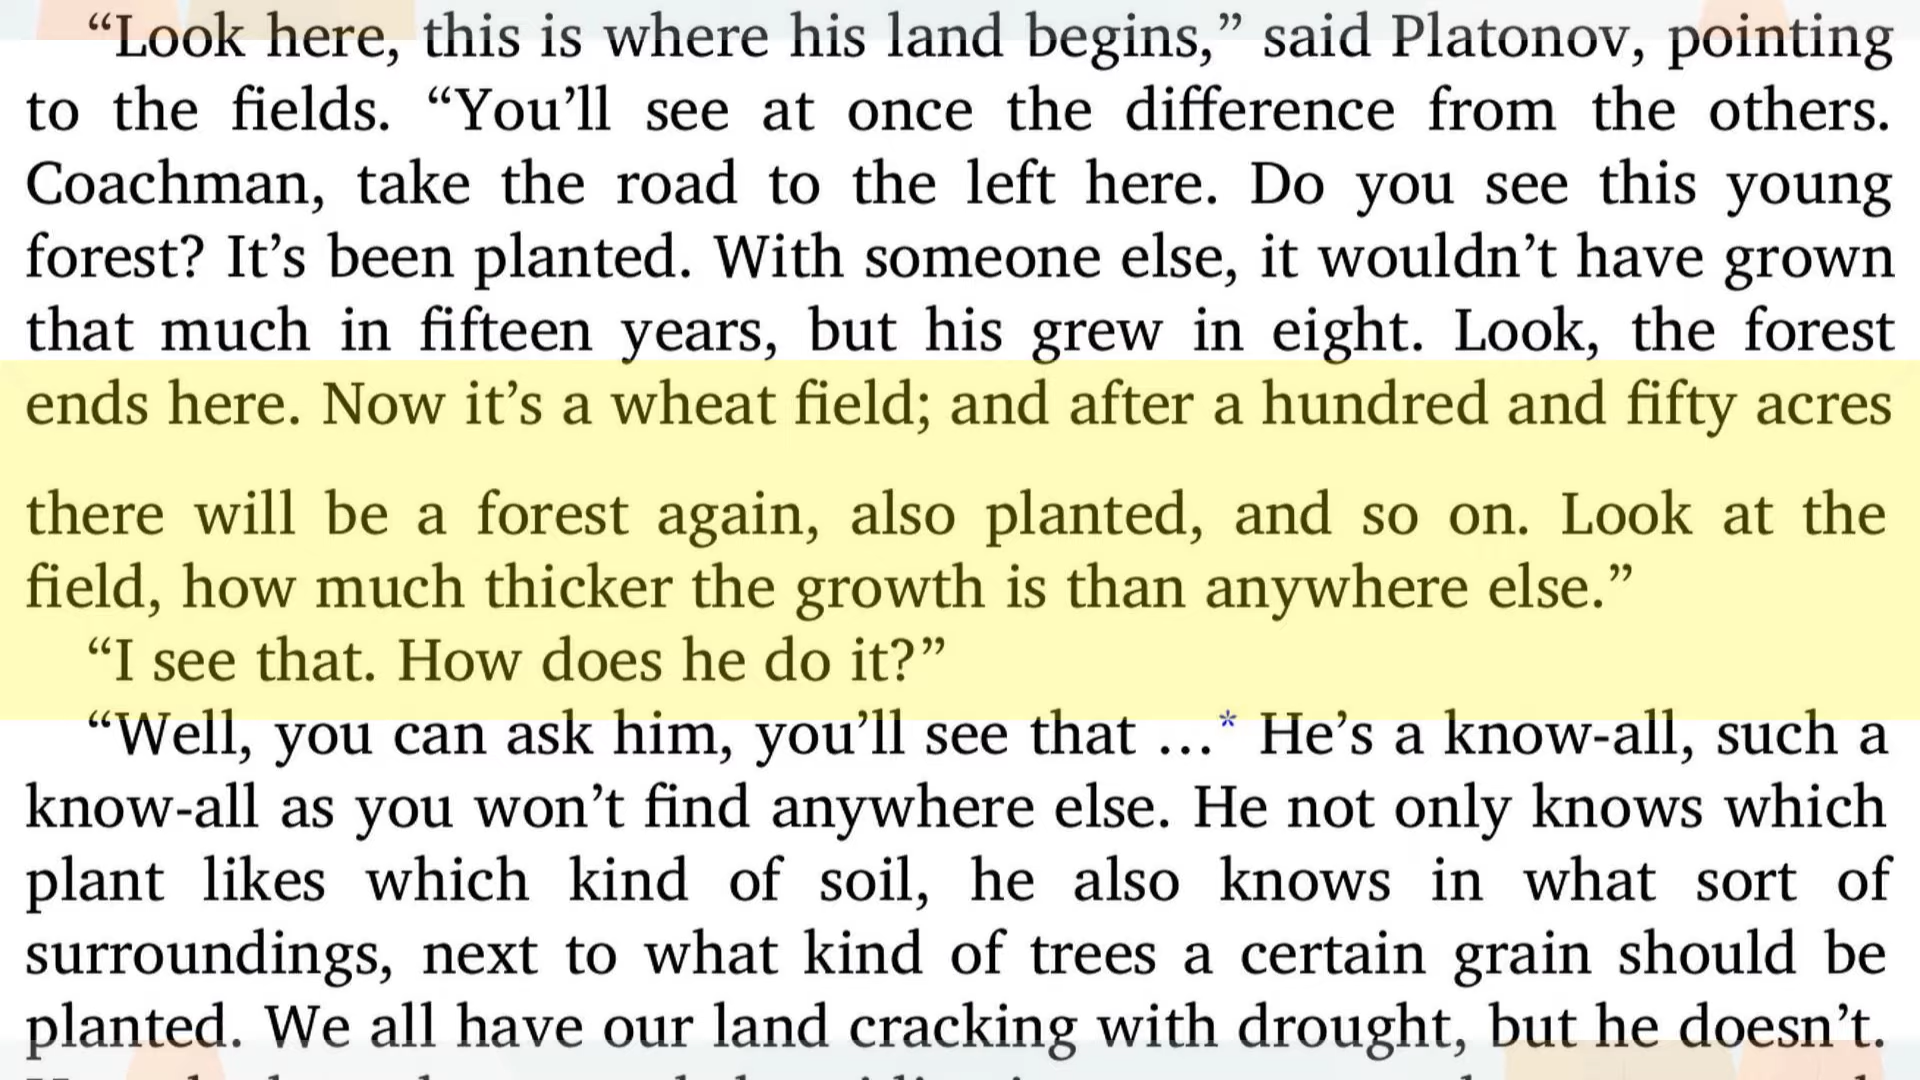 “Look here, this is where his land begins,” said Platonov, pointing
to the fields. “You’ll see at once the difference from the others.
Coachman, take the road to the left here. Do you see this young
forest? It’s been planted. With someone else, it wouldn’t have grown
that much in fifteen years, but his grew in eight. Look, the forest
ends here. Now it’s a wheat field; and after a hundred and fifty acres
there will be a forest again, also planted, and so on. Look at the
field, how much thicker the growth is than anywhere else.”
“I see that. How does he do it?”
“Well, you can ask him, you’ll see that …* He’s a know-all, such a
know-all as you won’t find anywhere else. He not only knows which
plant likes which kind of soil, he also knows in what sort of
surroundings, next to what kind of trees a certain grain should be
planted. We all have our land cracking with drought, but he doesn’t.